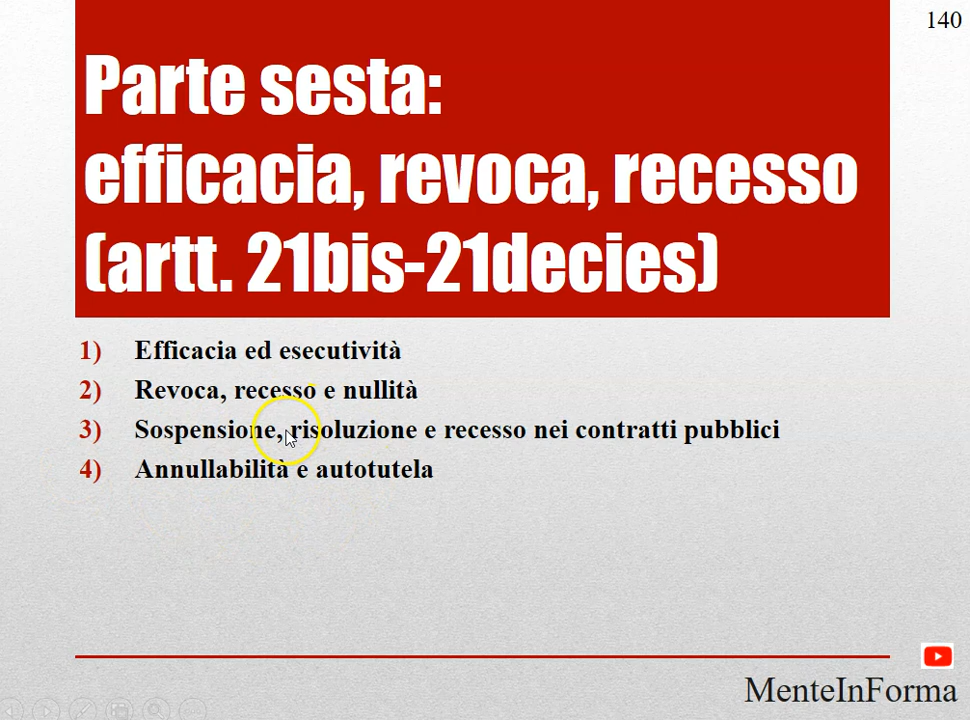 140
Parte sesta:
efficacia, revoca, recesso
(artt. 21bis-21decies)
1) Efficacia ed esecutività
2) Revoca, recesso e nullità
3) Sospensione, risoluzione e recesso nei contratti pubblici
4) Annullabilità e autotutela
MenteInForma